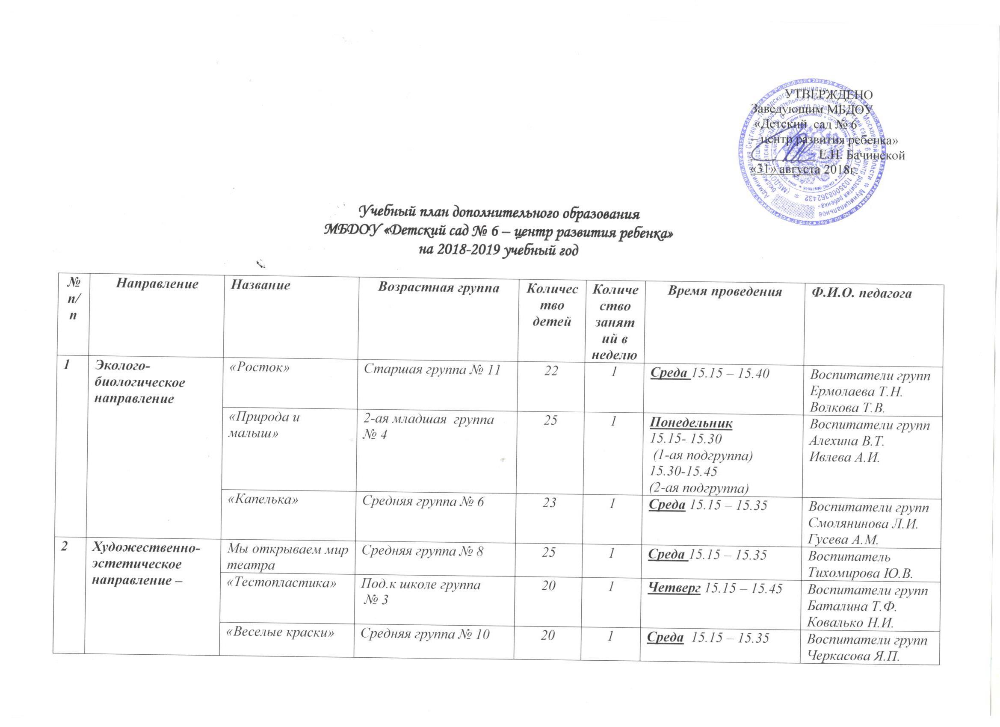 УТВЕРЖДЕНО
Заведующим МБДОУ
«Детский сад № 6
– центр развития ребенка»
Е.Н. Бачинской
«31» августа 2018г.
Учебный план дополнительного образования
МБДОУ «Детский сад № 6 – центр развития ребенка»
на 2018-2019 учебный год
№
п/
п
Направление
Название
Возрастная группа
Количес
тво
детей
Количе
ство
занят
ий в
неделю
Время проведения
Ф.И.О. педагога
1
Эколого-
биологическое
направление
«Росток»
Старшая группа № 11
22
1
Среда 15.15 – 15.40
Воспитатели групп
Ермолаева Т.Н.
Волкова Т.В.
«Природа и
малыш»
2-ая младшая группа
№ 4
25
1
Понедельник
15.15- 15.30
(1-ая подгруппа)
15.30-15.45
(2-ая подгруппа)
Воспитатели групп
Алехина В.Т.
Ивлева А.И.
«Капелька»
Средняя группа № 6
23
1
Среда 15.15 – 15.35
Воспитатели групп
Смолянинова Л.И.
Гусева А.М.
2
Художественно-
эстетическое
направление –
Мы открываем мир
театра
Средняя группа № 8
25
1
Среда 15.15 – 15.35
Воспитатель
Тихомирова Ю.В.
«Тестопластика»
Под.к школе группа
№ 3
20
1
Четверг 15.15 – 15.45
Воспитатели групп
Баталина Т.Ф.
Ковалько Н.И.
«Веселые краски»
Средняя группа № 10
20
1
Среда 15.15 – 15.35
Воспитатели групп
Черкасова Я.П.